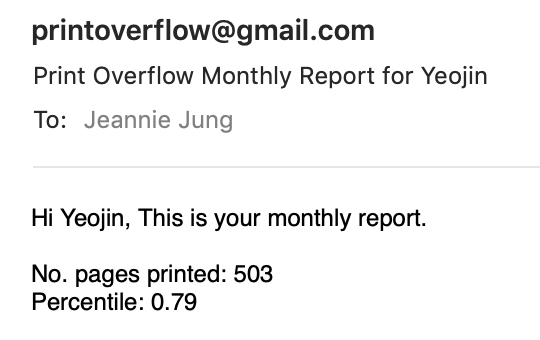 printoverflow@gmail.com
Print Overflow Monthly Report for Yeojin
To: Jeannie Jung
Hi Yeojin, This is your monthly report.
No. pages printed: 503
Percentile: 0.79